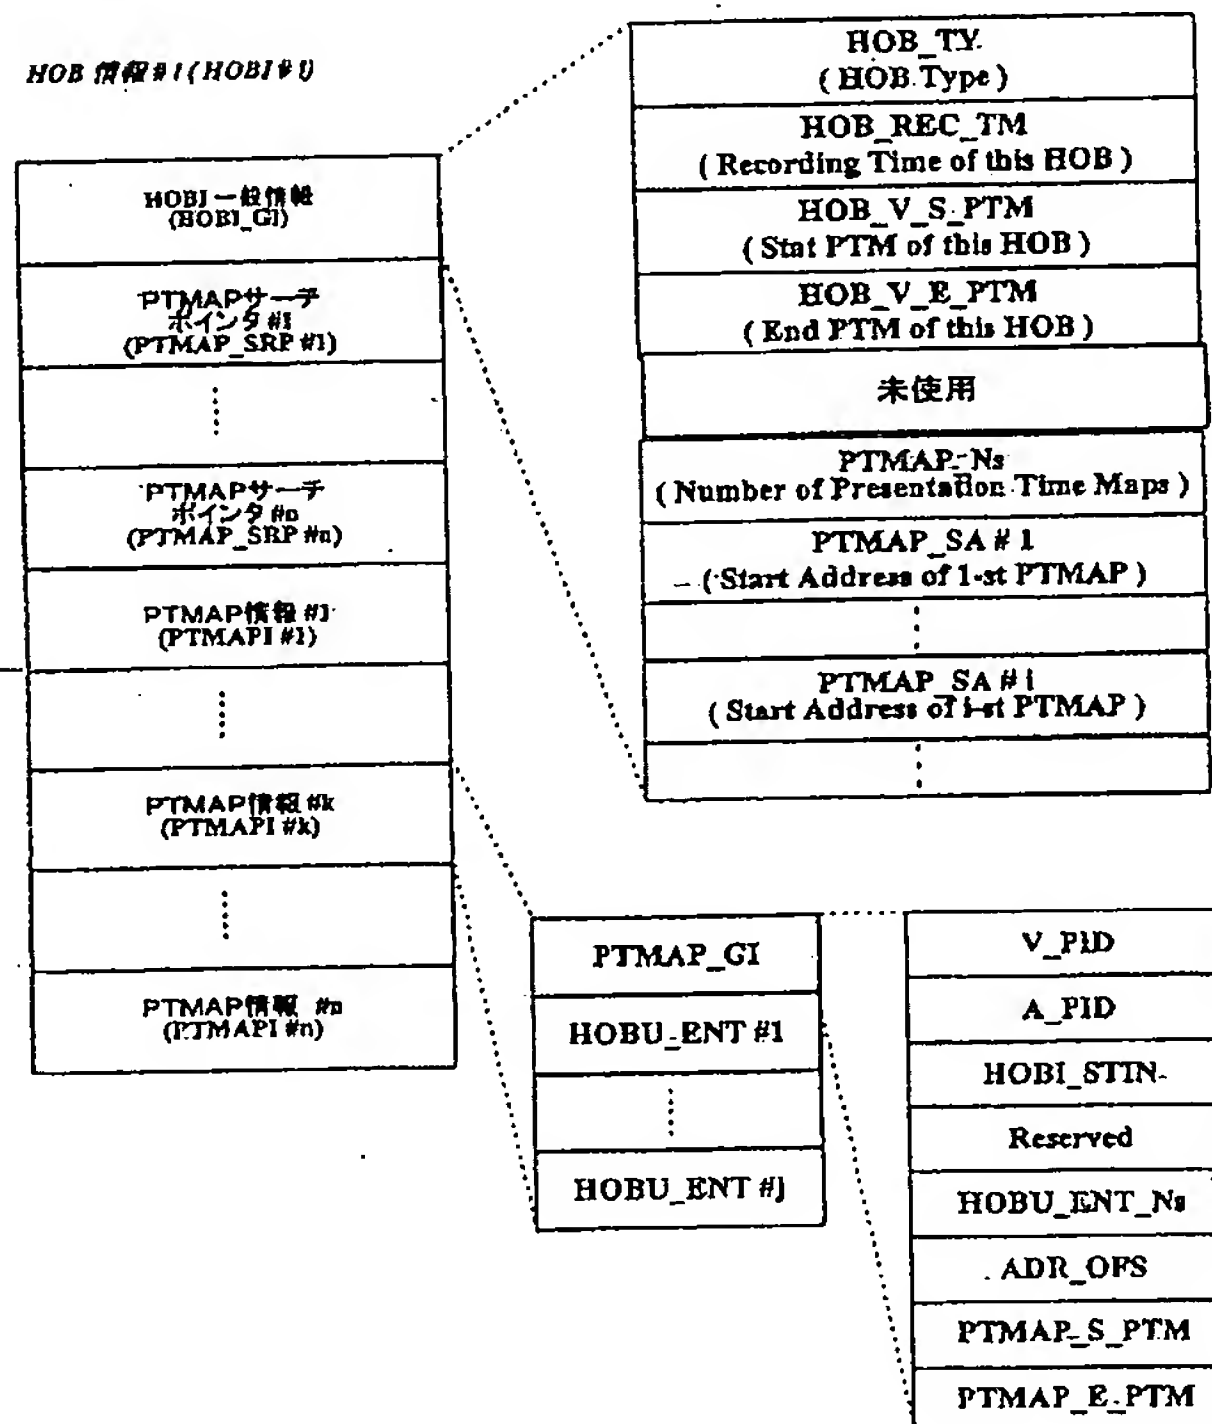 HOB 情報 #1(HOBI #1)
HOBI 一般情報
(HOBI_GI)
PTMAPサーチ
ポインタ #1
(PTMAP_SRP #1)
PTMAPサーチ
ポインタ #n
(PTMAP_SRP #n)
PTMAP情報 #1
(PTMAPI #1)
PTMAP情報 #k
(PTMAPI #k)
PTMAP情報 #n
(PTMAPI #n)
HOB_TY
( HOB Type )
HOB_REC_TM
( Recording Time of this HOB )
HOB_V_S_PTM
( Stat PTM of this HOB )
HOB_V_E_PTM
( End PTM of this HOB )
未使用
PTMAP_Ns
( Number of Presentation Time Maps )
PTMAP_SA # 1
( Start Address of 1-st PTMAP )
PTMAP_SA # i
( Start Address of i-st PTMAP )
PTMAP_GI
HOBU_ENT #1
HOBU_ENT #j
V_PID
A_PID
HOBI_STIN
Reserved
HOBU_ENT_Ns
ADR_OFS
PTMAP_S_PTM
PTMAP_E_PTM